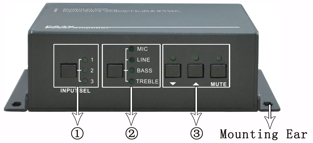 MIC
1
LINE
2
BASS
3
TREBLE
INPUT SEL
MUTE
① ② ③ Mounting Ear